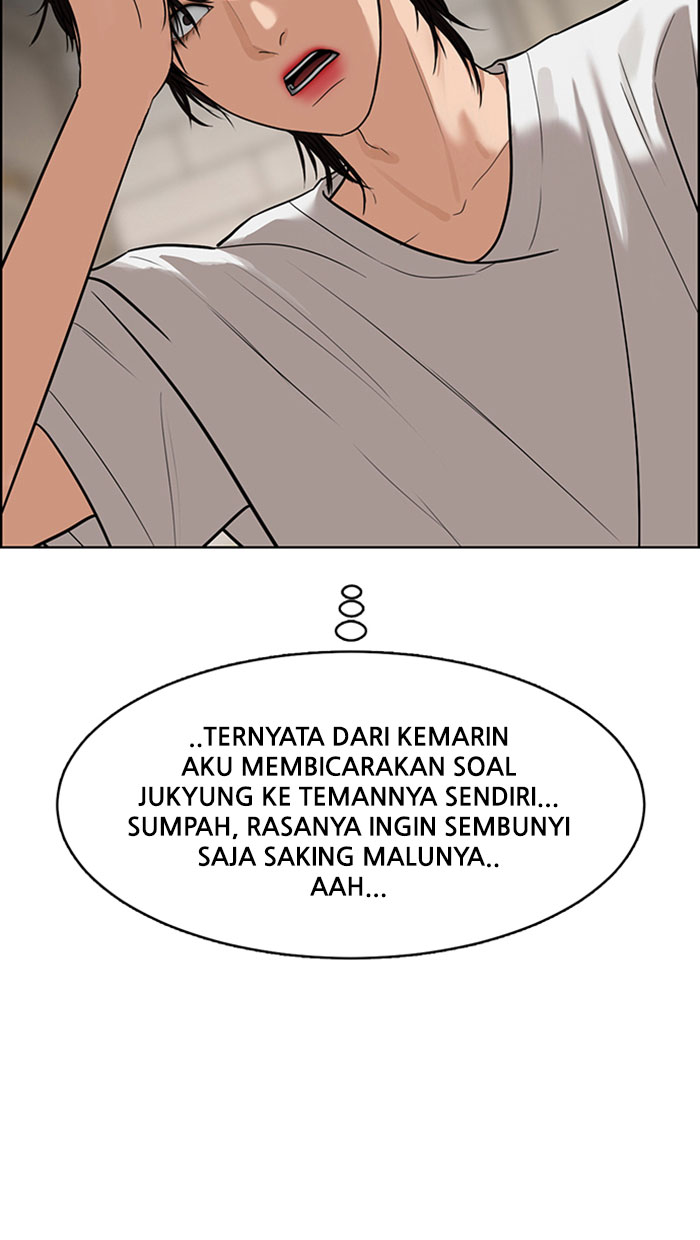 ..TERNYATA DARI KEMARIN
AKU MEMBICARAKAN SOAL
JUKYUNG KE TEMANNYA SENDIRI...
SUMPAH, RASANYA INGIN SEMBUNYI
SAJA SAKING MALUNYA..
AAH...